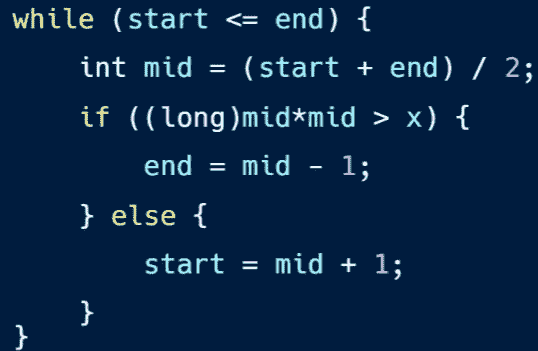 while (start <= end) {
    int mid = (start + end) / 2;
    if ((long)mid*mid > x) {
        end = mid - 1;
    } else {
        start = mid + 1;
    }
}